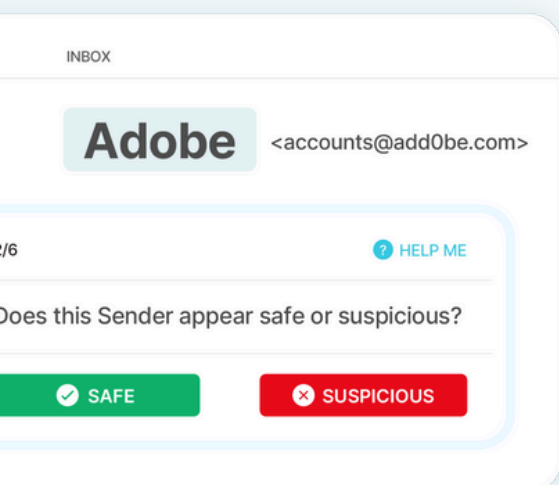 INBOX
Adobe <accounts@add0be.com>
2/6 ? HELP ME
Does this Sender appear safe or suspicious?
SAFE SUSPICIOUS